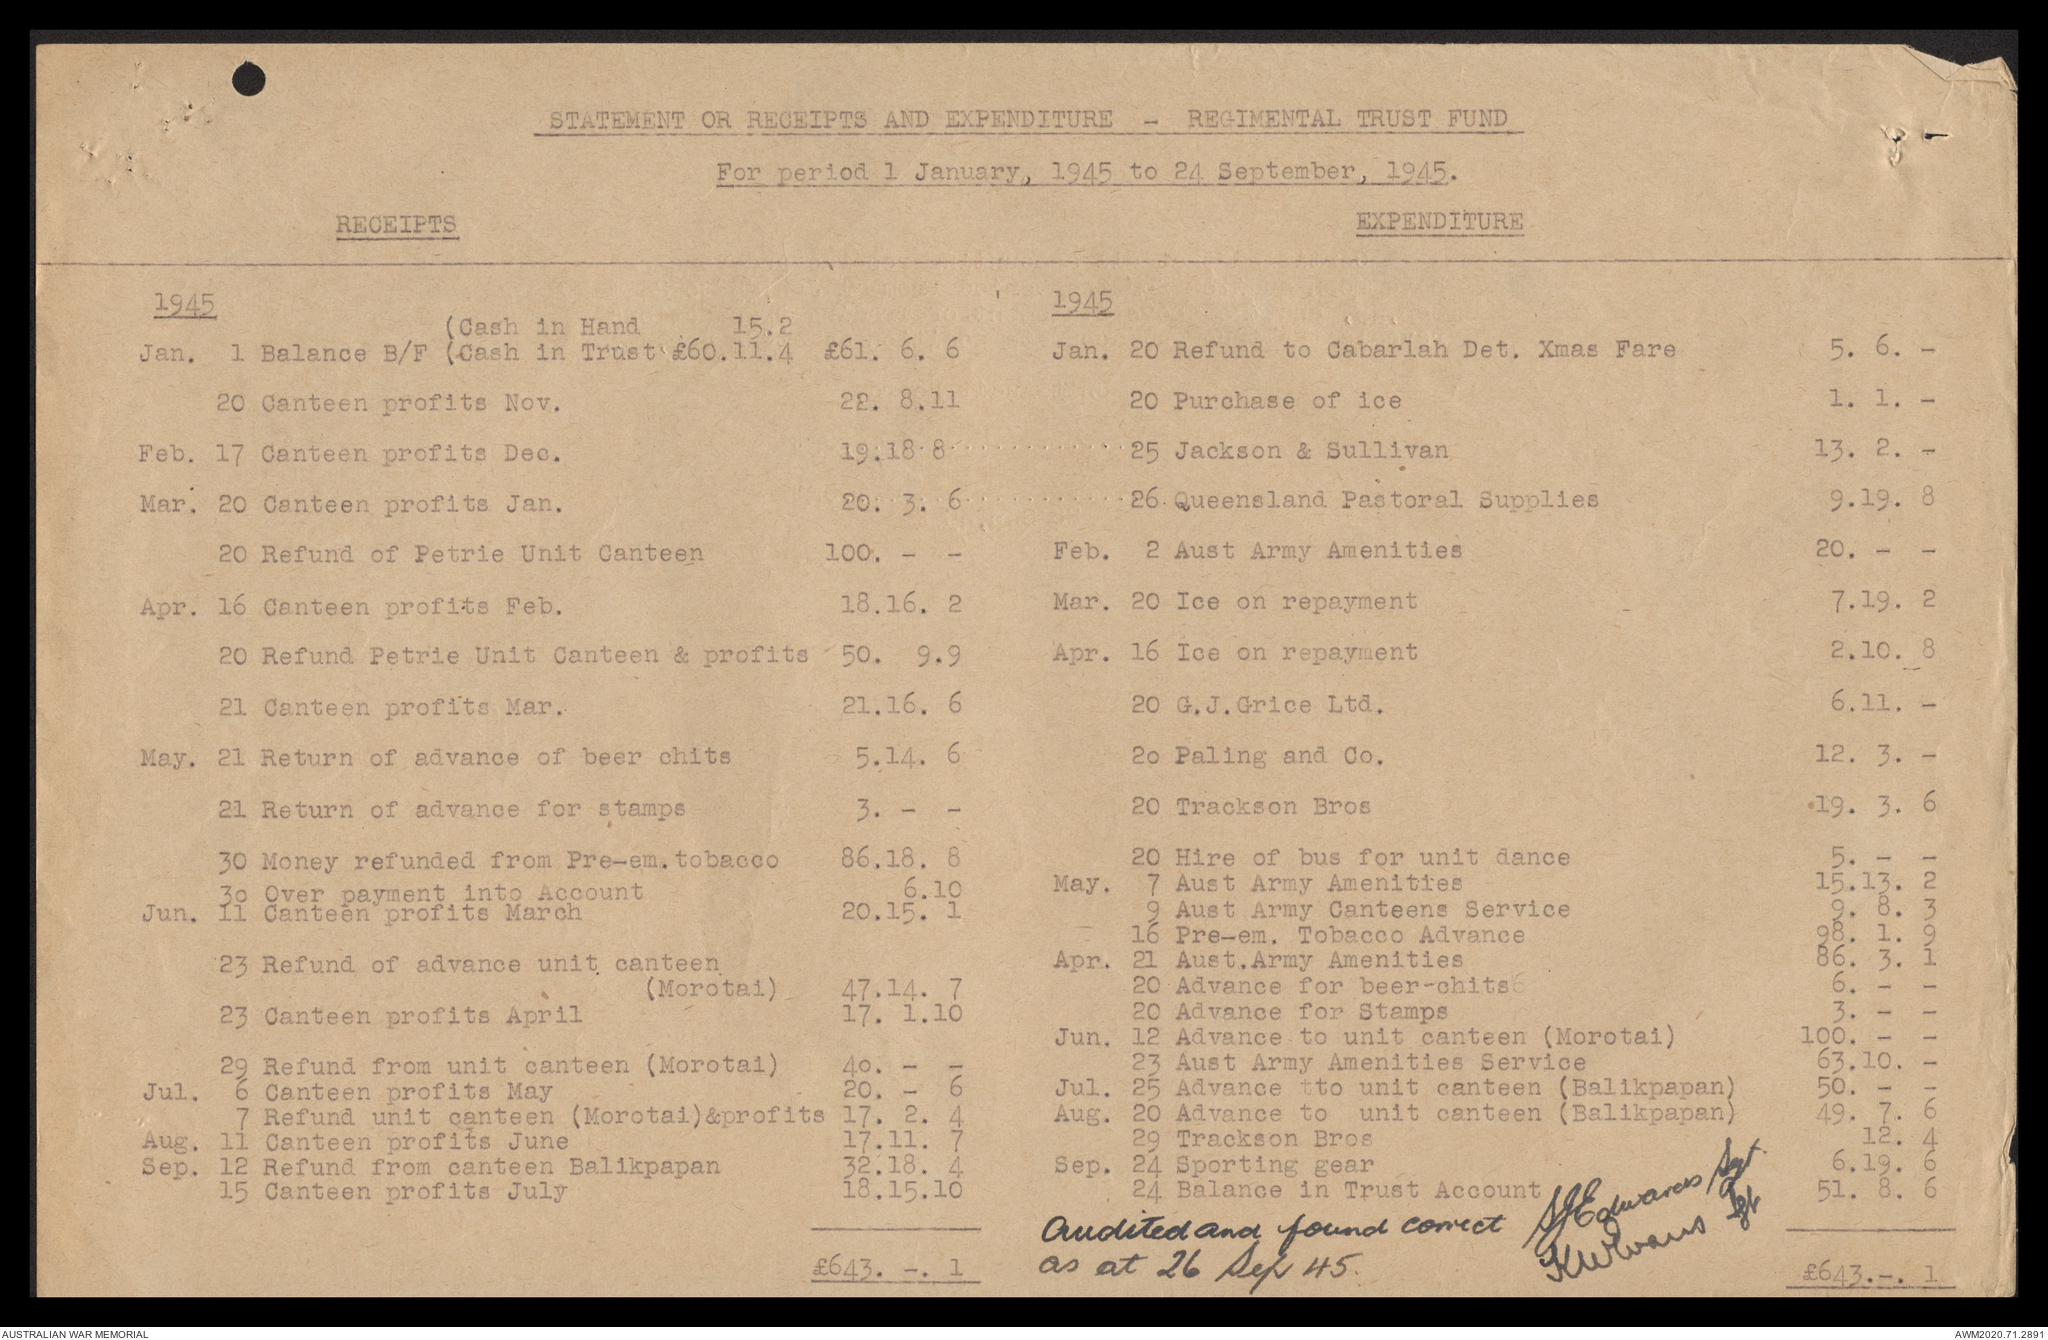 STATEMENT OR RECEIPTS AND EXPENDITURE - REGIMENTAL TRUST FUND
For period 1 January, 1945 to 24 September, 1945.
RECEIPTS
1945
(Cash in Hand 15.2
Jan. 1 Balance B/F (Cash in Trust £60.11.4 £61. 6. 6
20 Canteen profits Nov. 22. 8.11
Feb. 17 Canteen profits Dec. 19.18 8
Mar. 20 Canteen profits Jan. 20. 3. 6
20 Refund of Petrie Unit Canteen 100. - -
Apr. 16 Canteen profits Feb. 18.16. 2
20 Refund Petrie Unit Canteen & profits 50. 9.9
21 Canteen profits Mar. 21.16. 6
May. 21 Return of advance of beer chits 5.14. 6
21 Return of advance for stamps 3. - -
30 Money refunded from Pre-em.tobacco 86.18. 8
30 Over payment into Account 6.10
Jun. 11 Canteen profits March 20.15. 1
23 Refund of advance unit canteen
(Morotai) 47.14. 7
23 Canteen profits April 17. 1.10
29 Refund from unit canteen (Morotai) 40. - -
Jul. 6 Canteen profits May 20. - 6
7 Refund unit canteen (Morotai)&profits 17. 2. 4
Aug. 11 Canteen profits June 17.11. 7
Sep. 12 Refund from canteen Balikpapan 32.18. 4
15 Canteen profits July 18.15.10
£643. -. 1
EXPENDITURE
1945
Jan. 20 Refund to Cabarlah Det. Xmas Fare 5. 6. -
20 Purchase of ice 1. 1. -
25 Jackson & Sullivan 13. 2. -
26 Queensland Pastoral Supplies 9.19. 8
Feb. 2 Aust Army Amenities 20. - -
Mar. 20 Ice on repayment 7.19. 2
Apr. 16 Ice on repayment 2.10. 8
20 G.J.Grice Ltd. 6.11. -
2o Paling and Co. 12. 3. -
20 Trackson Bros 19. 3. 6
20 Hire of bus for unit dance 5. - -
May. 7 Aust Army Amenities 15.13. 2
9 Aust Army Canteens Service 9. 8. 3
16 Pre-em. Tobacco Advance 98. 1. 9
Apr. 21 Aust.Army Amenities 86. 3. 1
20 Advance for beer-chits 6. - -
20 Advance for Stamps 3. - -
Jun. 12 Advance to unit canteen (Morotai) 100. - -
23 Aust Army Amenities Service 63.10. -
Jul. 25 Advance tto unit canteen (Balikpapan) 50. - -
Aug. 20 Advance to unit canteen (Balikpapan) 49. 7. 6
29 Trackson Bros 12. 4
Sep. 24 Sporting gear 6.19. 6
24 Balance in Trust Account 51. 8. 6
Audited and found correct
as at 26 Sep 45.
SJEdwards Sgt.
KWEvans Sgt
£643.-. 1
AUSTRALIAN WAR MEMORIAL
AWM2020.71.2891